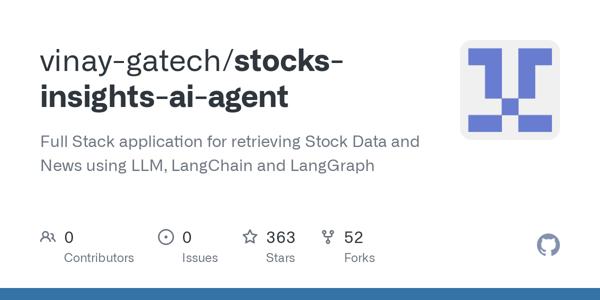 vinay-gatech/stocks-
insights-ai-agent
Full Stack application for retrieving Stock Data and
News using LLM, LangChain and LangGraph
0 0 363 52
Contributors Issues Stars Forks